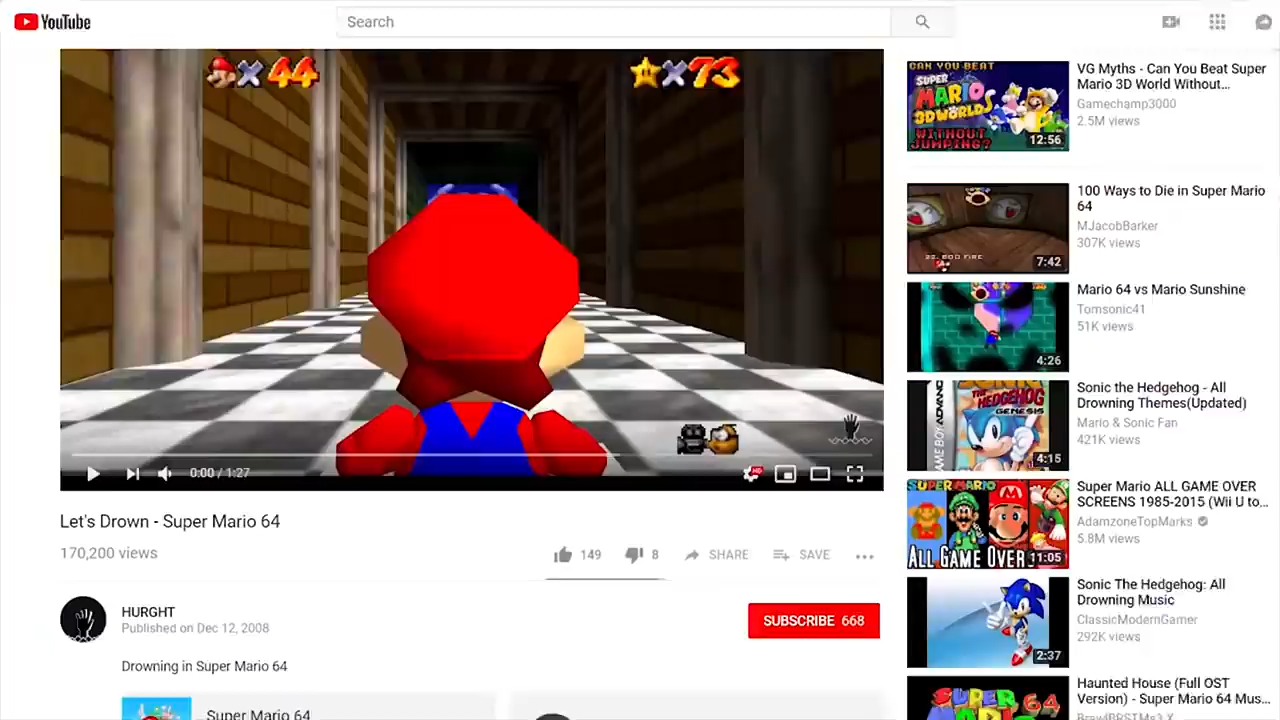 YouTube
Search
x 44
x 73
0:00 / 1:27
HD
Let's Drown - Super Mario 64
170,200 views
149
8
SHARE
SAVE
HURGHT
Published on Dec 12, 2008
SUBSCRIBE 668
Drowning in Super Mario 64
Super Mario 64
CAN YOU BEAT
SUPER
MARIO
3D WORLD
WITHOUT
JUMPING?
12:56
VG Myths - Can You Beat Super
Mario 3D World Without...
Gamechamp3000
2.5M views
22. BOO FIRE
7:42
100 Ways to Die in Super Mario
64
MJacobBarker
307K views
4:26
Mario 64 vs Mario Sunshine
Tomsonic41
51K views
GAME BOY ADVANC
SONIC
THE HEDGEHOG
GENESIS
4:15
Sonic the Hedgehog - All
Drowning Themes(Updated)
Mario & Sonic Fan
421K views
SUPER MARIO
ALL GAME OVER
11:05
Super Mario ALL GAME OVER
SCREENS 1985-2015 (Wii U to...
AdamzoneTopMarks
5.8M views
2:37
Sonic The Hedgehog: All
Drowning Music
ClassicModernGamer
292K views
SUPER
64
Haunted House (Full OST
Version) - Super Mario 64 Mus...